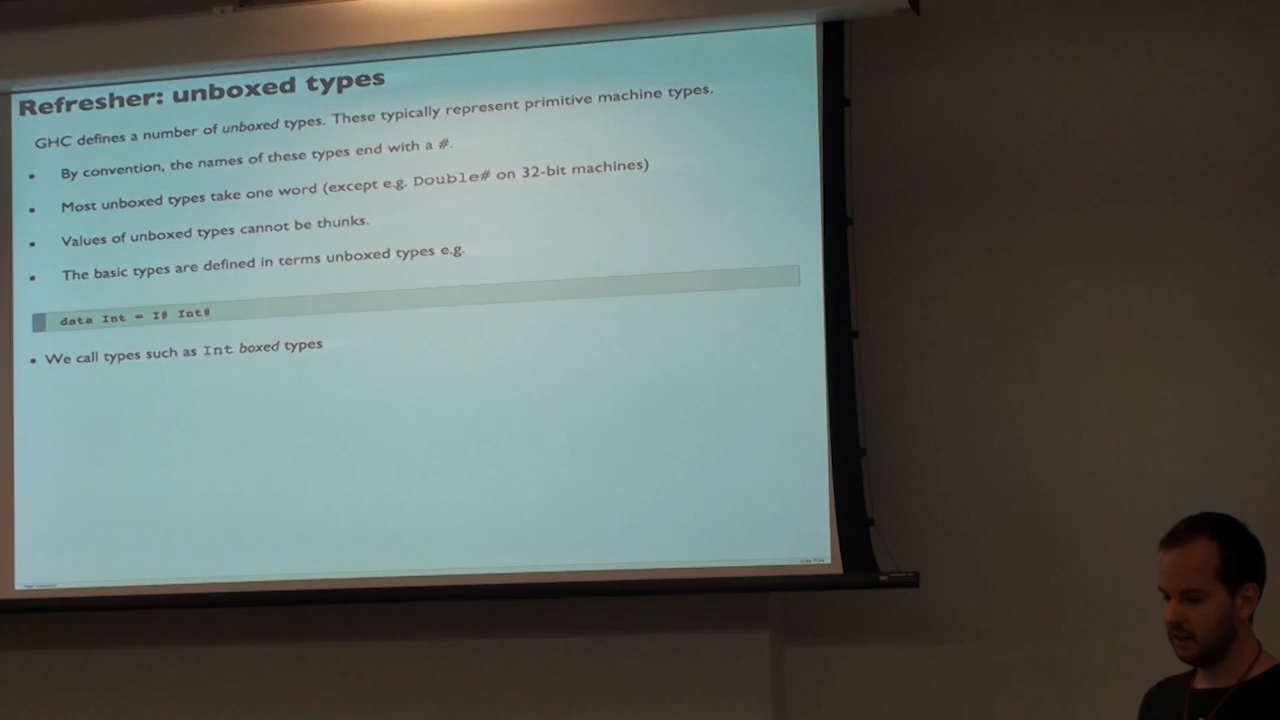 Refresher: unboxed types
GHC defines a number of unboxed types. These typically represent primitive machine types.
▪ By convention, the names of these types end with a #.
▪ Most unboxed types take one word (except e.g. Double# on 32-bit machines)
▪ Values of unboxed types cannot be thunks.
▪ The basic types are defined in terms unboxed types e.g.
data Int = I# Int#
▪ We call types such as Int boxed types